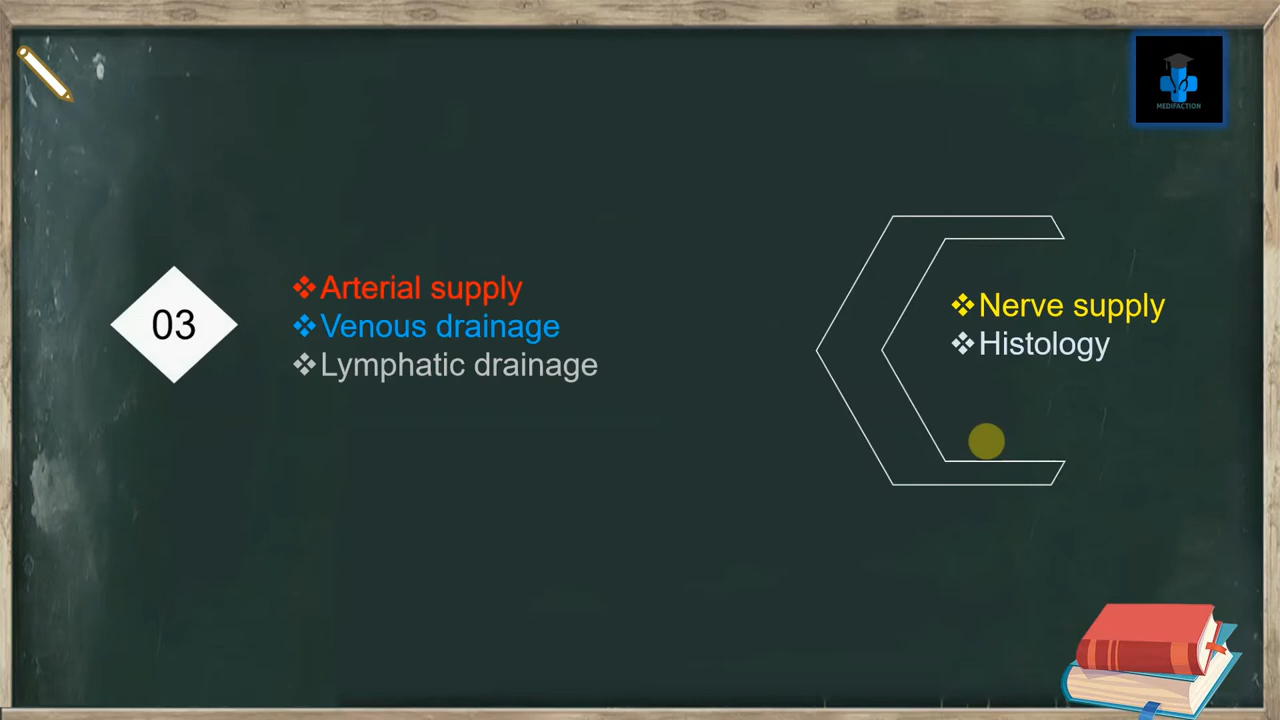 MEDIFACTION
03
❖Arterial supply
❖Venous drainage
❖Lymphatic drainage
❖Nerve supply
❖Histology